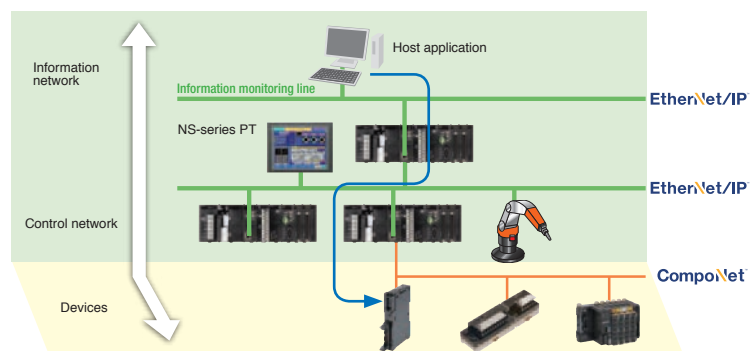 Host application
Information
network
Information monitoring line
EtherNet/IP
NS-series PT
EtherNet/IP
Control network
CompoNet
Devices